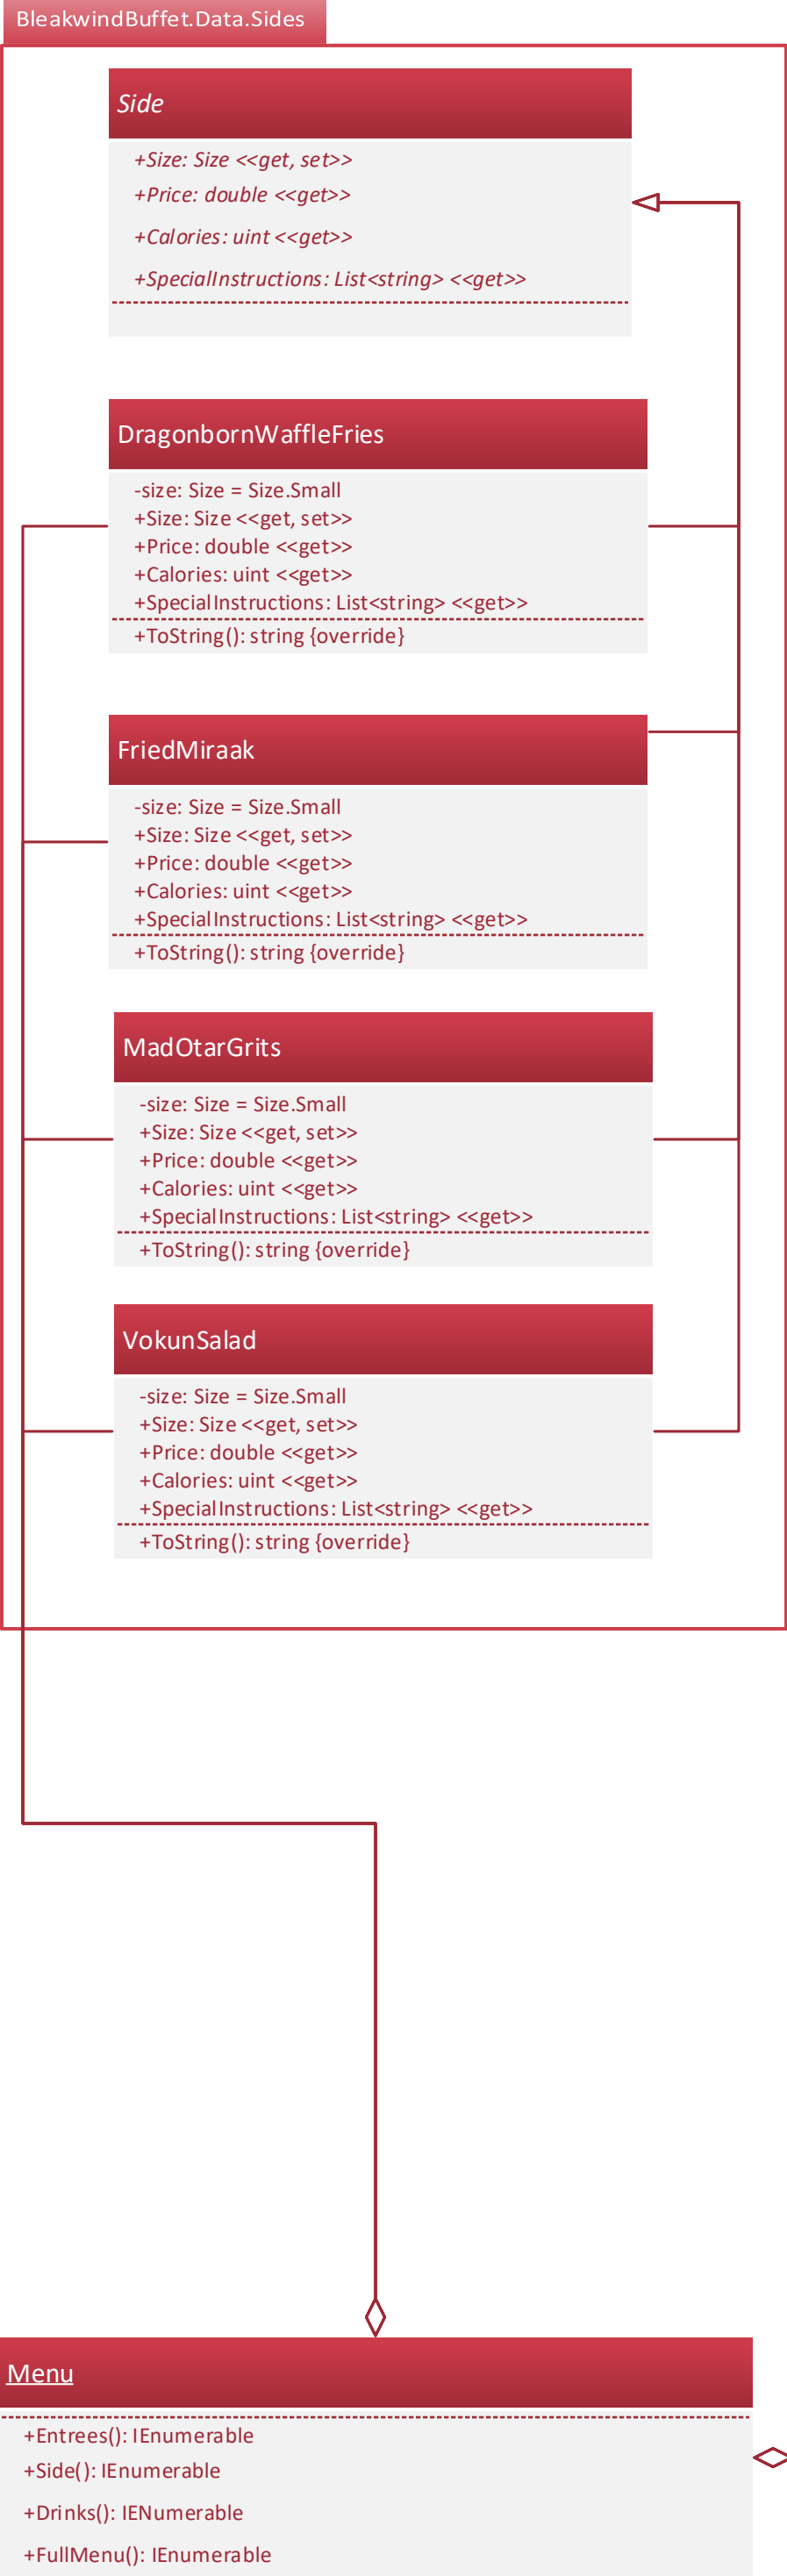 BleakwindBuffet.Data.Sides
Side
+Size: Size <<get, set>>
+Price: double <<get>>
+Calories: uint <<get>>
+SpecialInstructions: List<string> <<get>>
DragonbornWaffleFries
-size: Size = Size.Small
+Size: Size <<get, set>>
+Price: double <<get>>
+Calories: uint <<get>>
+SpecialInstructions: List<string> <<get>>
+ToString(): string {override}
FriedMiraak
-size: Size = Size.Small
+Size: Size <<get, set>>
+Price: double <<get>>
+Calories: uint <<get>>
+SpecialInstructions: List<string> <<get>>
+ToString(): string {override}
MadOtarGrits
-size: Size = Size.Small
+Size: Size <<get, set>>
+Price: double <<get>>
+Calories: uint <<get>>
+SpecialInstructions: List<string> <<get>>
+ToString(): string {override}
VokunSalad
-size: Size = Size.Small
+Size: Size <<get, set>>
+Price: double <<get>>
+Calories: uint <<get>>
+SpecialInstructions: List<string> <<get>>
+ToString(): string {override}
Menu
+Entrees(): IEnumerable
+Side(): IEnumerable
+Drinks(): IENumerable
+FullMenu(): IEnumerable